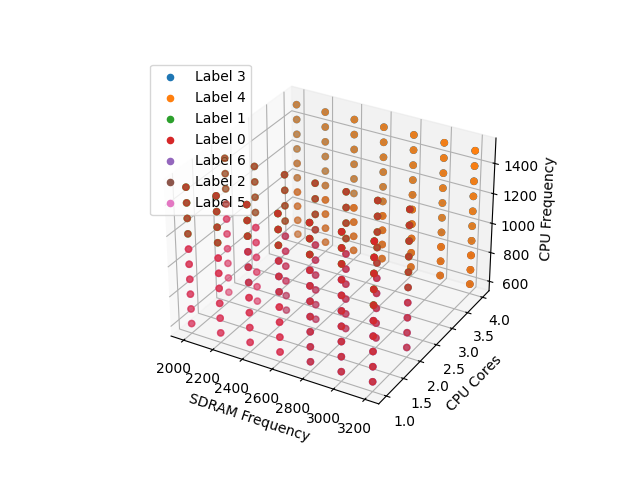 Label 3
Label 4
Label 1
Label 0
Label 6
Label 2
Label 5
1400
1200
1000
800
600
CPU Frequency
4.0
3.5
3.0
2.5
2.0
1.5
1.0
CPU Cores
2000
2200
2400
2600
2800
3000
3200
SDRAM Frequency